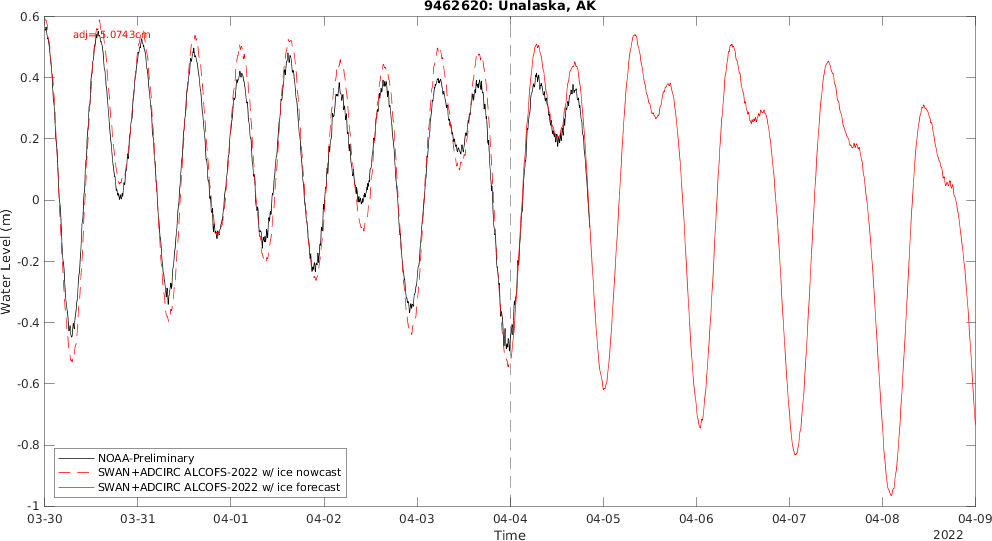 9462620: Unalaska, AK
adj=-5.0743cm
Water Level (m)
0.6
0.4
0.2
0
-0.2
-0.4
-0.6
-0.8
-1
NOAA-Preliminary
SWAN+ADCIRC ALCOFS-2022 w/ ice nowcast
SWAN+ADCIRC ALCOFS-2022 w/ ice forecast
03-30 03-31 04-01 04-02 04-03 04-04 04-05 04-06 04-07 04-08 04-09
Time
2022